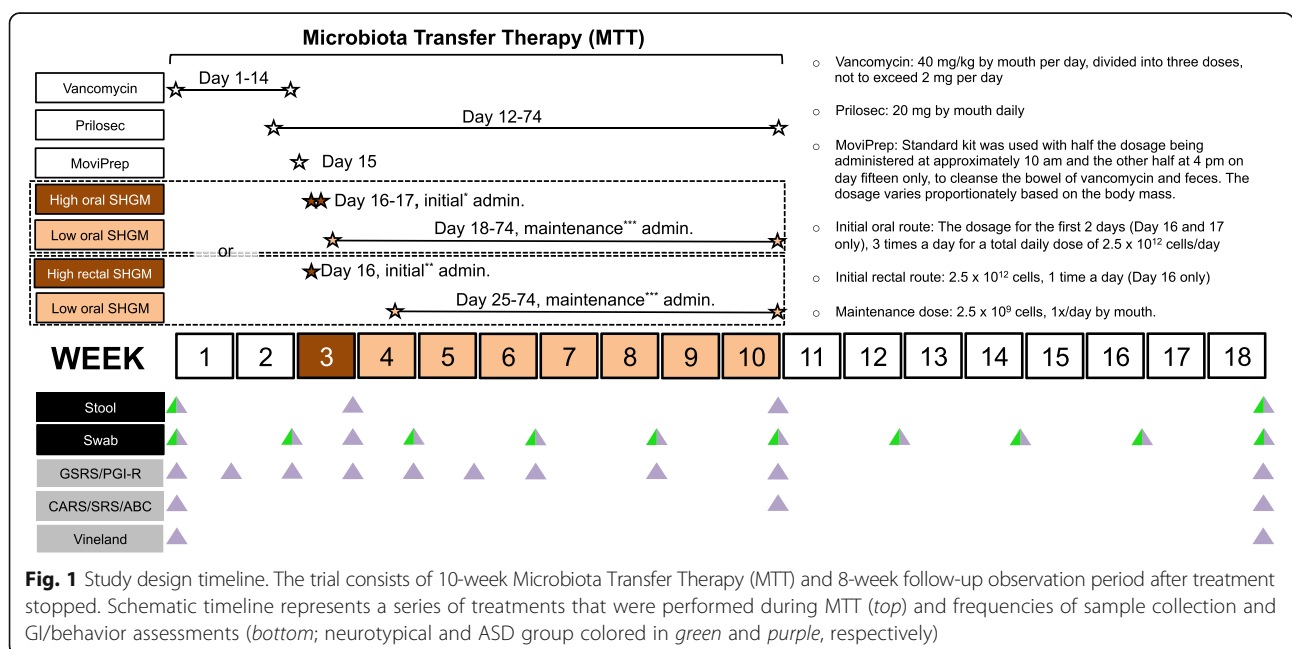 Microbiota Transfer Therapy (MTT)
Vancomycin
Day 1-14
Prilosec
Day 12-74
MoviPrep
Day 15
High oral SHGM
Day 16-17, initial* admin.
Low oral SHGM
Day 18-74, maintenance*** admin.
or
High rectal SHGM
Day 16, initial** admin.
Low oral SHGM
Day 25-74, maintenance*** admin.
○ Vancomycin: 40 mg/kg by mouth per day, divided into three doses,
not to exceed 2 mg per day
○ Prilosec: 20 mg by mouth daily
○ MoviPrep: Standard kit was used with half the dosage being
administered at approximately 10 am and the other half at 4 pm on
day fifteen only, to cleanse the bowel of vancomycin and feces. The
dosage varies proportionately based on the body mass.
○ Initial oral route: The dosage for the first 2 days (Day 16 and 17
only), 3 times a day for a total daily dose of 2.5 x 10¹² cells/day
○ Initial rectal route: 2.5 x 10¹² cells, 1 time a day (Day 16 only)
○ Maintenance dose: 2.5 x 10⁹ cells, 1x/day by mouth.
WEEK 1 2 3 4 5 6 7 8 9 10 11 12 13 14 15 16 17 18
Stool
Swab
GSRS/PGI-R
CARS/SRS/ABC
Vineland
Fig. 1 Study design timeline. The trial consists of 10-week Microbiota Transfer Therapy (MTT) and 8-week follow-up observation period after treatment
stopped. Schematic timeline represents a series of treatments that were performed during MTT (top) and frequencies of sample collection and
GI/behavior assessments (bottom; neurotypical and ASD group colored in green and purple, respectively)